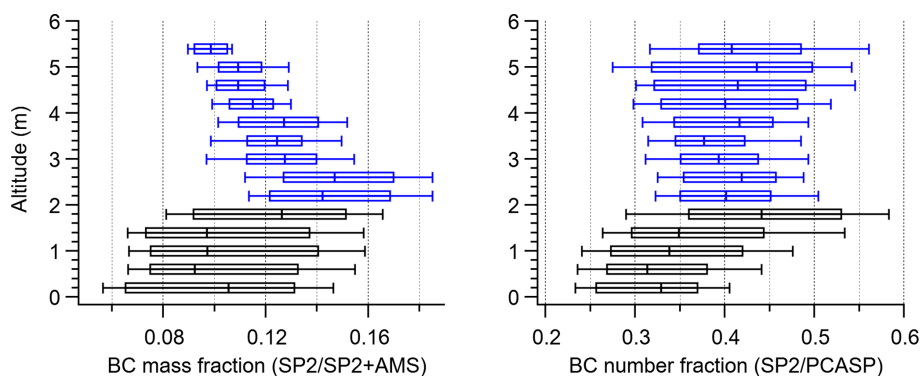 6
5
4
3
2
1
0
Altitude (m)
0.08 0.12 0.16
BC mass fraction (SP2/SP2+AMS)
6
5
4
3
2
1
0
0.2 0.3 0.4 0.5 0.6
BC number fraction (SP2/PCASP)